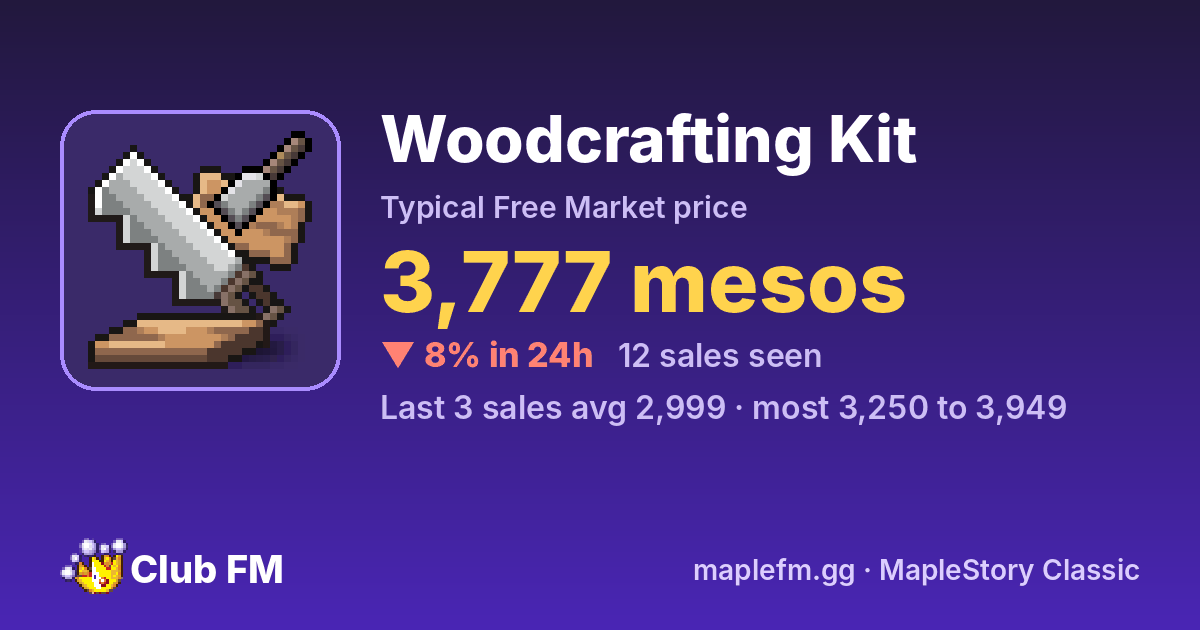 Woodcrafting Kit
Typical Free Market price
3,777 mesos
▼ 8% in 24h 12 sales seen
Last 3 sales avg 2,999 · most 3,250 to 3,949
Club FM
maplefm.gg · MapleStory Classic